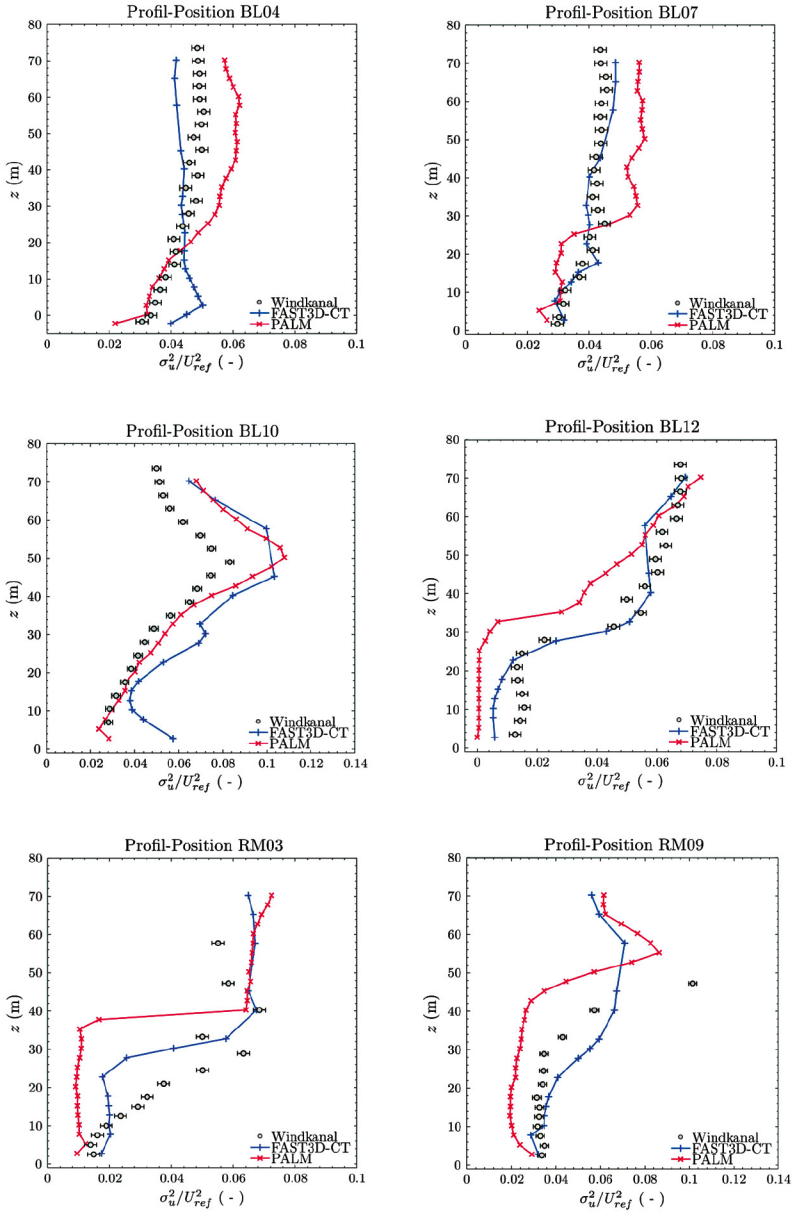 Profil-Position BL04
80
70
60
50
40
30
20
10
0
z (m)
Windkanal
FAST3D-CT
PALM
0 0.02 0.04 0.06 0.08 0.1
σ²ᵤ/U²ref ( - )
Profil-Position BL07
80
70
60
50
40
30
20
10
0
z (m)
Windkanal
FAST3D-CT
PALM
0 0.02 0.04 0.06 0.08 0.1
σ²ᵤ/U²ref ( - )
Profil-Position BL10
80
70
60
50
40
30
20
10
0
z (m)
Windkanal
FAST3D-CT
PALM
0 0.02 0.04 0.06 0.08 0.1 0.12 0.14
σ²ᵤ/U²ref ( - )
Profil-Position BL12
80
70
60
50
40
30
20
10
0
z (m)
Windkanal
FAST3D-CT
PALM
0 0.02 0.04 0.06 0.08 0.1
σ²ᵤ/U²ref ( - )
Profil-Position RM03
80
70
60
50
40
30
20
10
0
z (m)
Windkanal
FAST3D-CT
PALM
0 0.02 0.04 0.06 0.08 0.1
σ²ᵤ/U²ref ( - )
Profil-Position RM09
80
70
60
50
40
30
20
10
0
z (m)
Windkanal
FAST3D-CT
PALM
0 0.02 0.04 0.06 0.08 0.1 0.12 0.14
σ²ᵤ/U²ref ( - )